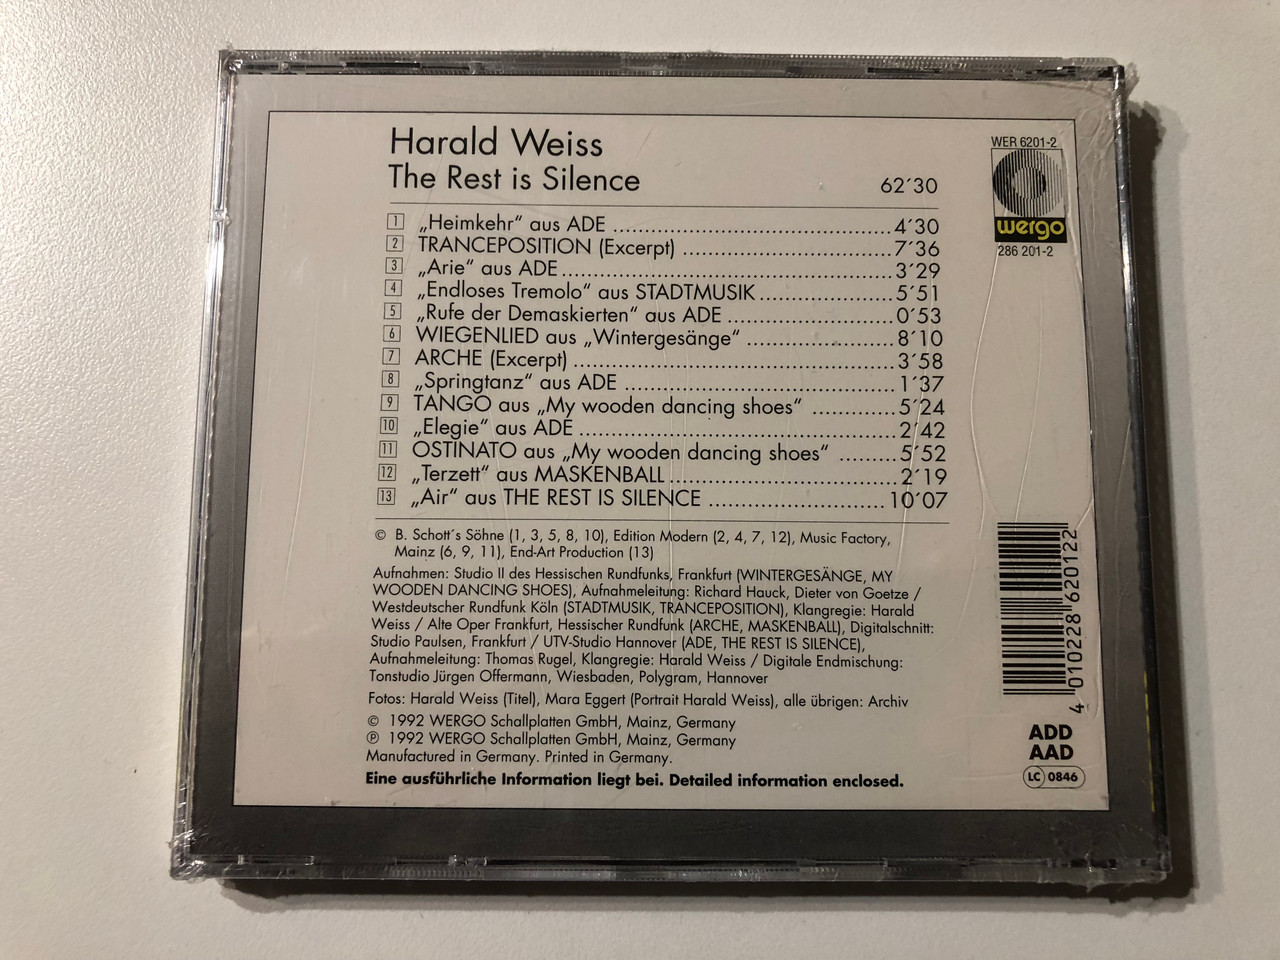 Harald Weiss
The Rest is Silence 62´30
1 „Heimkehr“ aus ADE ........................................ 4´30
2 TRANCEPOSITION (Excerpt) .............................. 7´36
3 „Arie“ aus ADE ................................................ 3´29
4 „Endloses Tremolo“ aus STADTMUSIK .................... 5´51
5 „Rufe der Demaskierten“ aus ADE ........................ 0´53
6 WIEGENLIED aus „Wintergesänge“ ..................... 8´10
7 ARCHE (Excerpt) .............................................. 3´58
8 „Springtanz“ aus ADE ....................................... 1´37
9 TANGO aus „My wooden dancing shoes“ ............ 5´24
10 „Elegie“ aus ADE ............................................. 2´42
11 OSTINATO aus „My wooden dancing shoes“ ........ 5´52
12 „Terzett“ aus MASKENBALL ................................ 2´19
13 „Air“ aus THE REST IS SILENCE ......................... 10´07
© B. Schott´s Söhne (1, 3, 5, 8, 10), Edition Modern (2, 4, 7, 12), Music Factory,
Mainz (6, 9, 11), End-Art Production (13)
Aufnahmen: Studio II des Hessischen Rundfunks, Frankfurt (WINTERGESÄNGE, MY
WOODEN DANCING SHOES), Aufnahmeleitung: Richard Hauck, Dieter von Goetze /
Westdeutscher Rundfunk Köln (STADTMUSIK, TRANCEPOSITION), Klangregie: Harald
Weiss / Alte Oper Frankfurt, Hessischer Rundfunk (ARCHE, MASKENBALL), Digitalschnitt:
Studio Paulsen, Frankfurt / UTV-Studio Hannover (ADE, THE REST IS SILENCE),
Aufnahmeleitung: Thomas Rugel, Klangregie: Harald Weiss / Digitale Endmischung:
Tonstudio Jürgen Offermann, Wiesbaden, Polygram, Hannover
Fotos: Harald Weiss (Titel), Mara Eggert (Portrait Harald Weiss), alle übrigen: Archiv
© 1992 WERGO Schallplatten GmbH, Mainz, Germany
℗ 1992 WERGO Schallplatten GmbH, Mainz, Germany
Manufactured in Germany. Printed in Germany.
Eine ausführliche Information liegt bei. Detailed information enclosed.
WER 6201-2
wergo
286 201-2
4 010228 620122
ADD
AAD
LC 0846